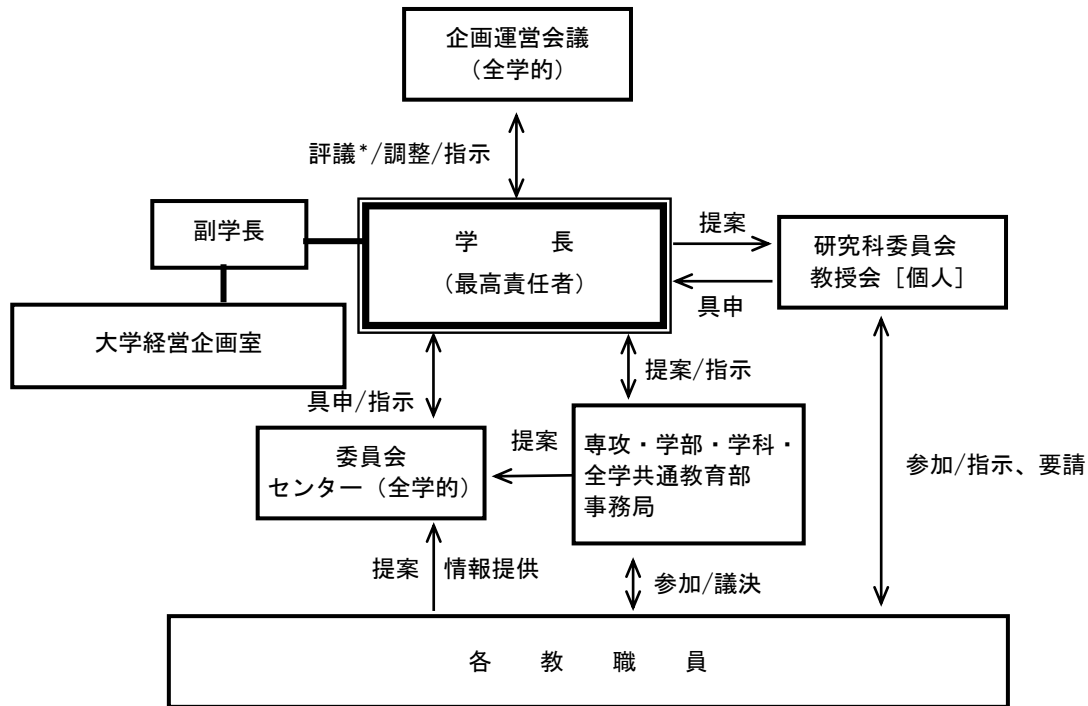 企画運営会議
（全学的）
評議*/調整/指示
副学長
学　　長
（最高責任者）
提案
具申
研究科委員会
教授会［個人］
大学経営企画室
具申/指示
提案/指示
委員会
センター（全学的）
提案
専攻・学部・学科・
全学共通教育部
事務局
参加/指示、要請
提案　情報提供
参加/議決
各　教　職　員